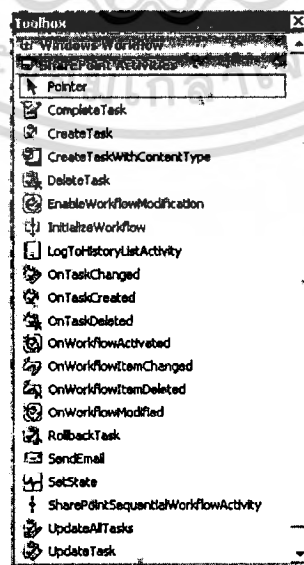 Toolbox
Windows Workflow
SharePoint Activities
Pointer
CompleteTask
CreateTask
CreateTaskWithContentType
DeleteTask
EnableWorkflowModification
InitializeWorkflow
LogToHistoryListActivity
OnTaskChanged
OnTaskCreated
OnTaskDeleted
OnWorkflowActivated
OnWorkflowItemChanged
OnWorkflowItemDeleted
OnWorkflowModified
RollbackTask
SendEmail
SetState
SharePointSequentialWorkflowActivity
UpdateAllTasks
UpdateTask